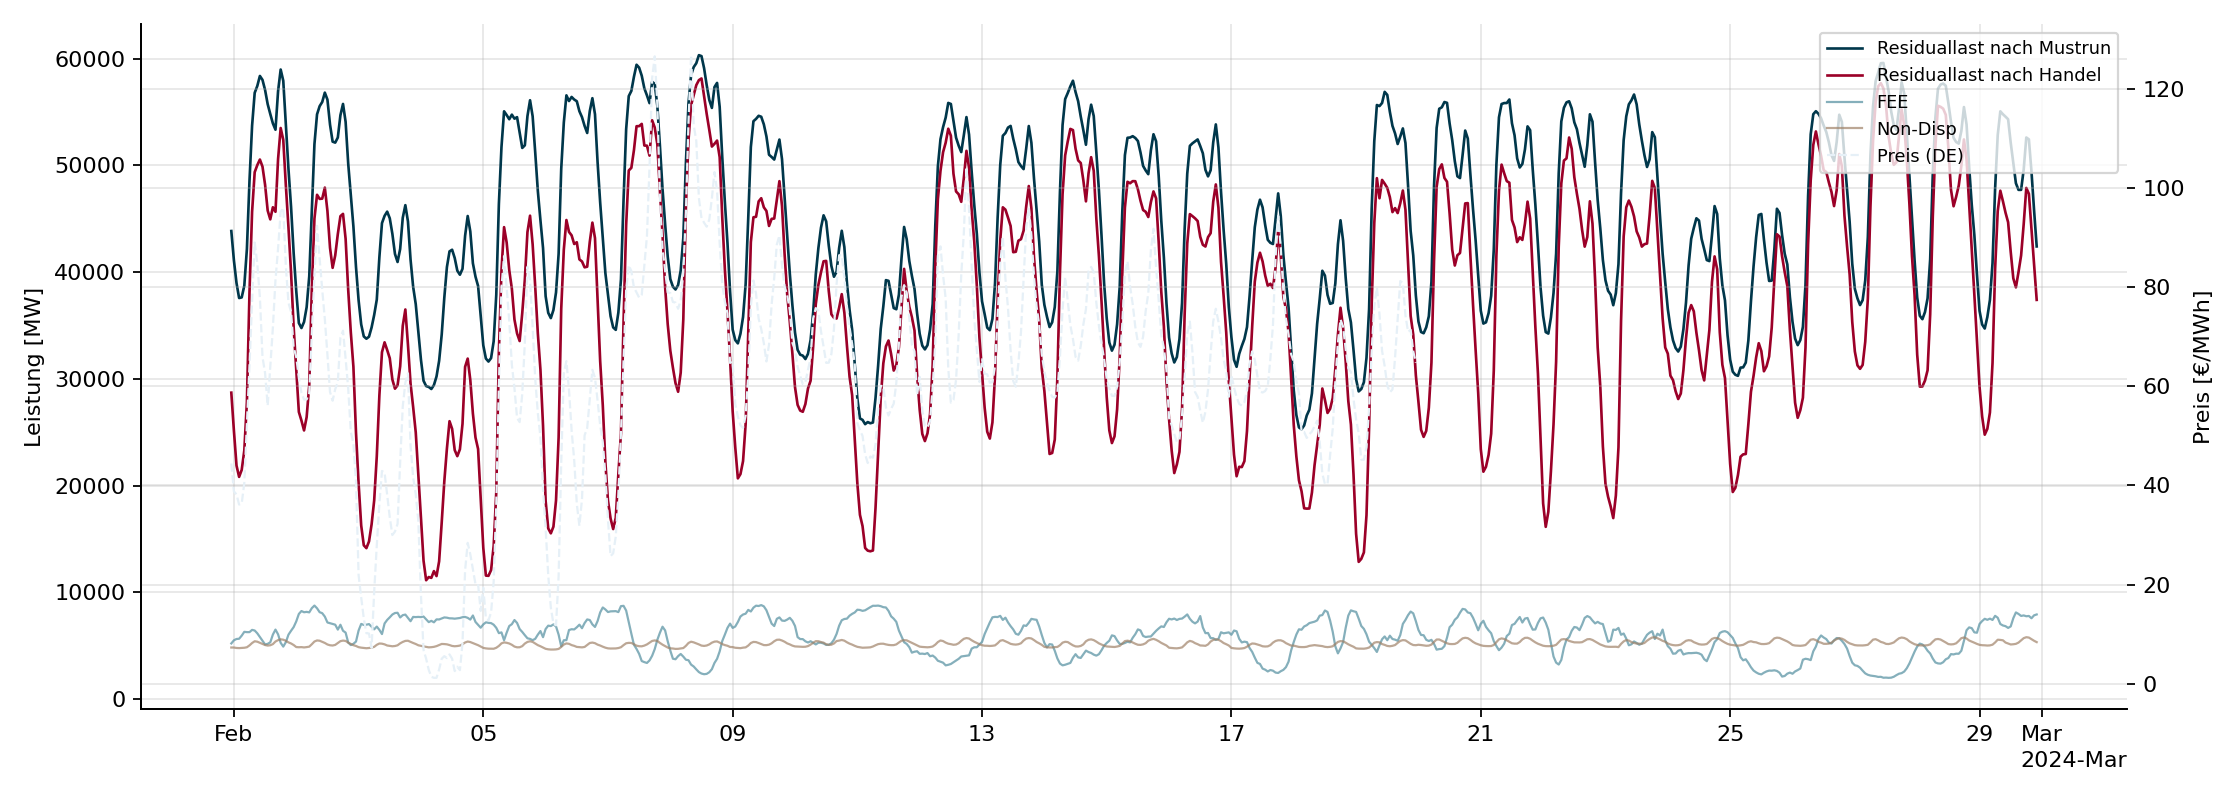 Residuallast nach Mustrun
Residuallast nach Handel
FEE
Non-Disp
Preis (DE)
Leistung [MW]
60000
50000
40000
30000
20000
10000
0
120
100
80
60
40
20
0
Preis [€/MWh]
Feb 05 09 13 17 21 25 29 Mar
2024-Mar